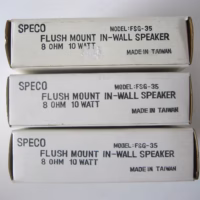 SPECO MODEL:FSG-35
FLUSH MOUNT IN-WALL SPEAKER
8 OHM 10 WATT
MADE IN TAIWAN
SPECO MODEL:FSG-35
FLUSH MOUNT IN-WALL SPEAKER
8 OHM 10 WATT
MADE IN TAIWAN
SPECO MODEL:FSG-35
FLUSH MOUNT IN-WALL SPEAKER
8 OHM 10 WATT
MADE IN TAIWAN